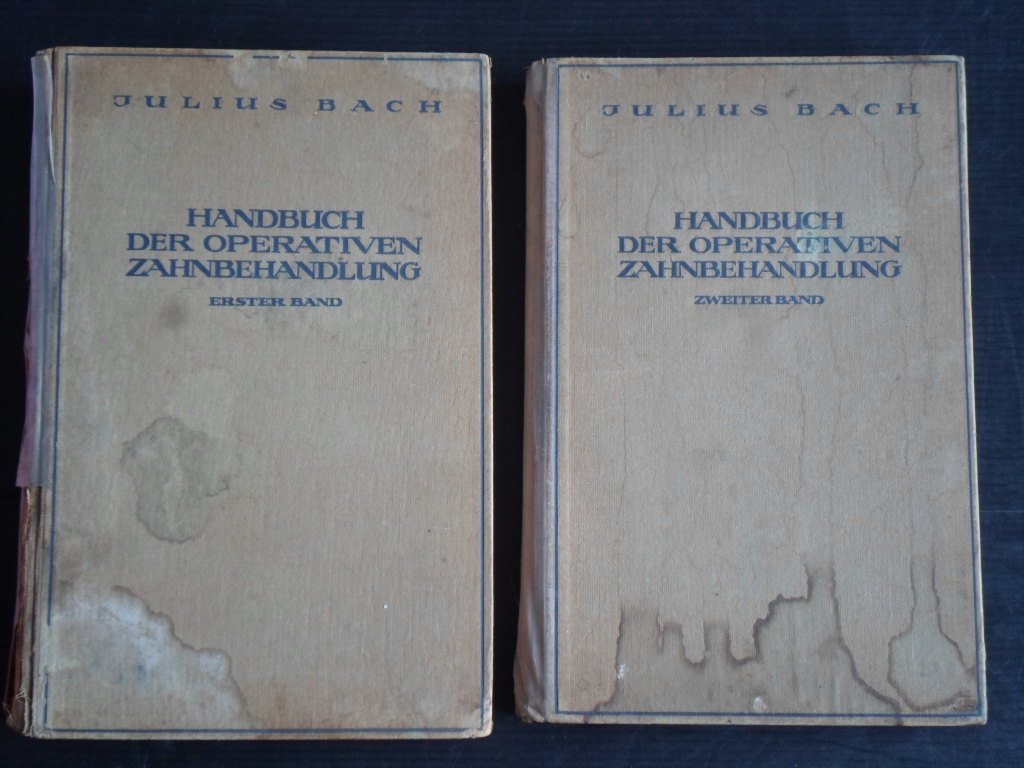 JULIUS BACH
HANDBUCH
DER OPERATIVEN
ZAHNBEHANDLUNG
ERSTER BAND
JULIUS BACH
HANDBUCH
DER OPERATIVEN
ZAHNBEHANDLUNG
ZWEITER BAND